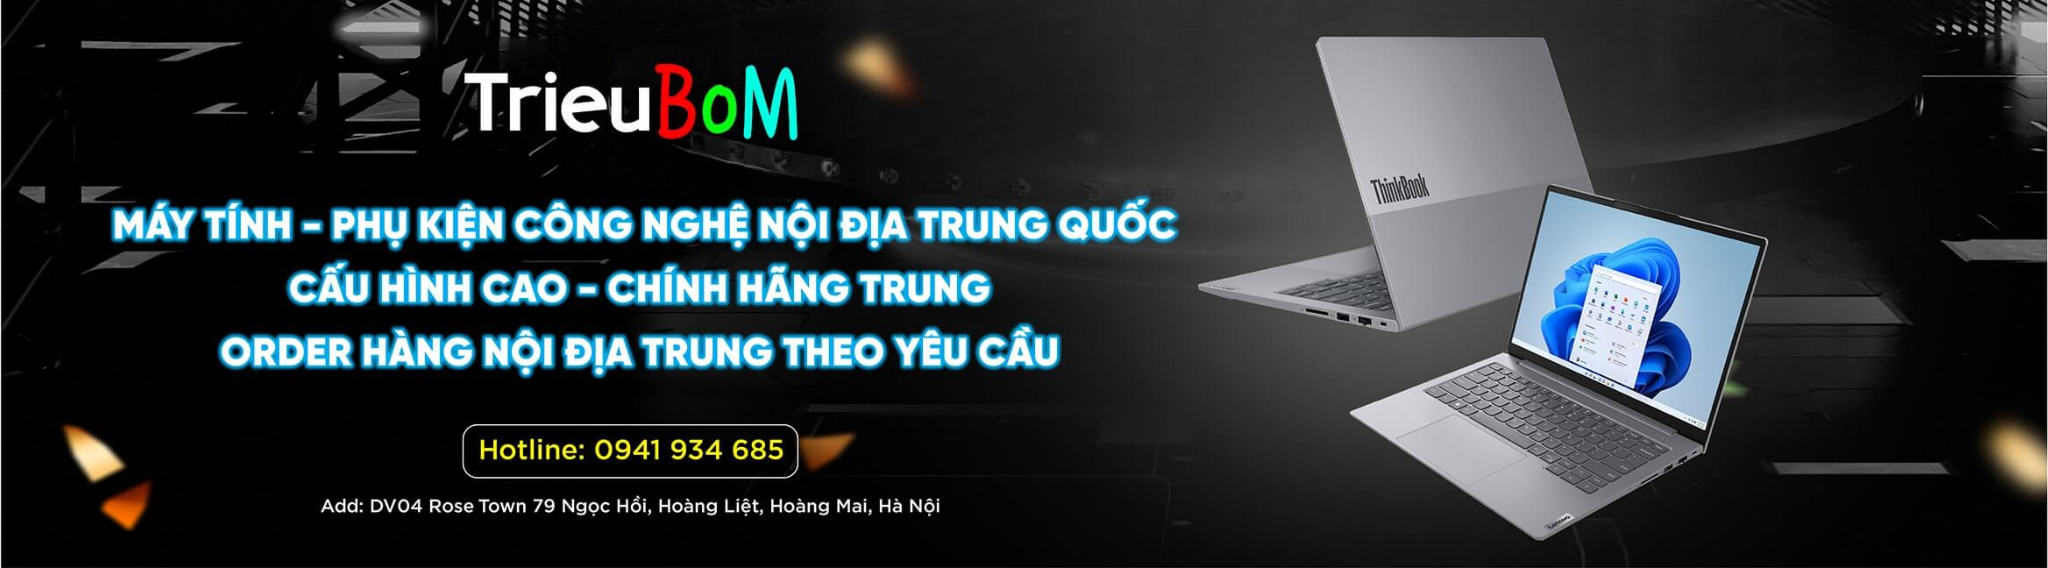 TrieuBoM
MÁY TÍNH - PHỤ KIỆN CÔNG NGHỆ NỘI ĐỊA TRUNG QUỐC
CẤU HÌNH CAO - CHÍNH HÃNG TRUNG
ORDER HÀNG NỘI ĐỊA TRUNG THEO YÊU CẦU
Hotline: 0941 934 685
Add: DV04 Rose Town 79 Ngọc Hồi, Hoàng Liệt, Hoàng Mai, Hà Nội
ThinkBook
Lenovo